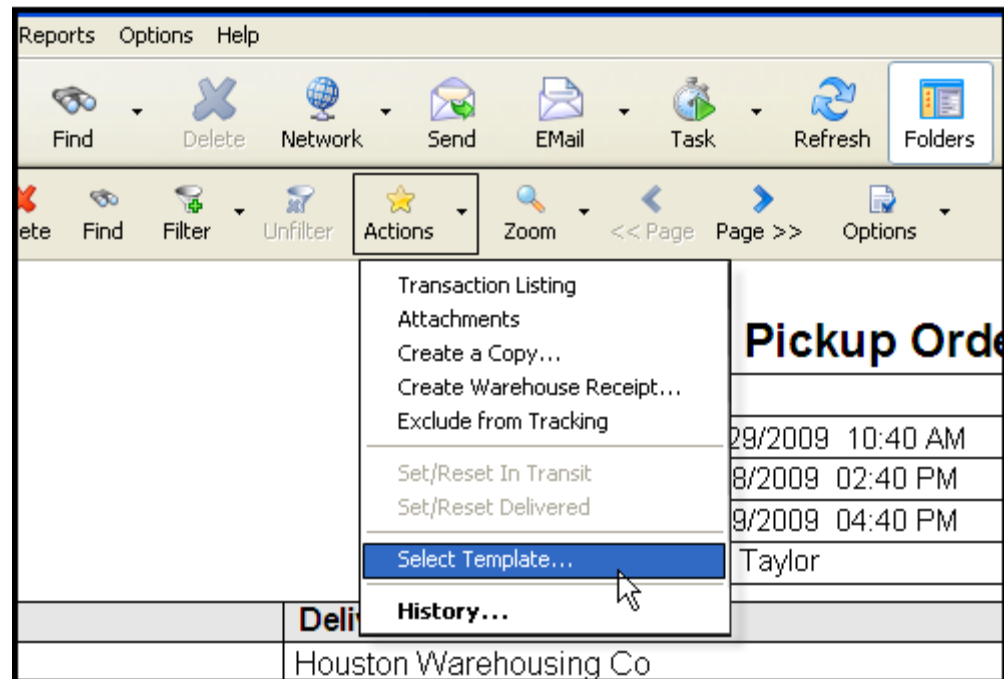 Reports Options Help
Find Delete Network Send EMail Task Refresh Folders
ete Find Filter Unfilter Actions Zoom << Page Page >> Options
Transaction Listing
Attachments
Create a Copy...
Create Warehouse Receipt...
Exclude from Tracking
Set/Reset In Transit
Set/Reset Delivered
Select Template...
History...
Pickup Orde
29/2009 10:40 AM
8/2009 02:40 PM
9/2009 04:40 PM
Taylor
Deli
Houston Warehousing Co